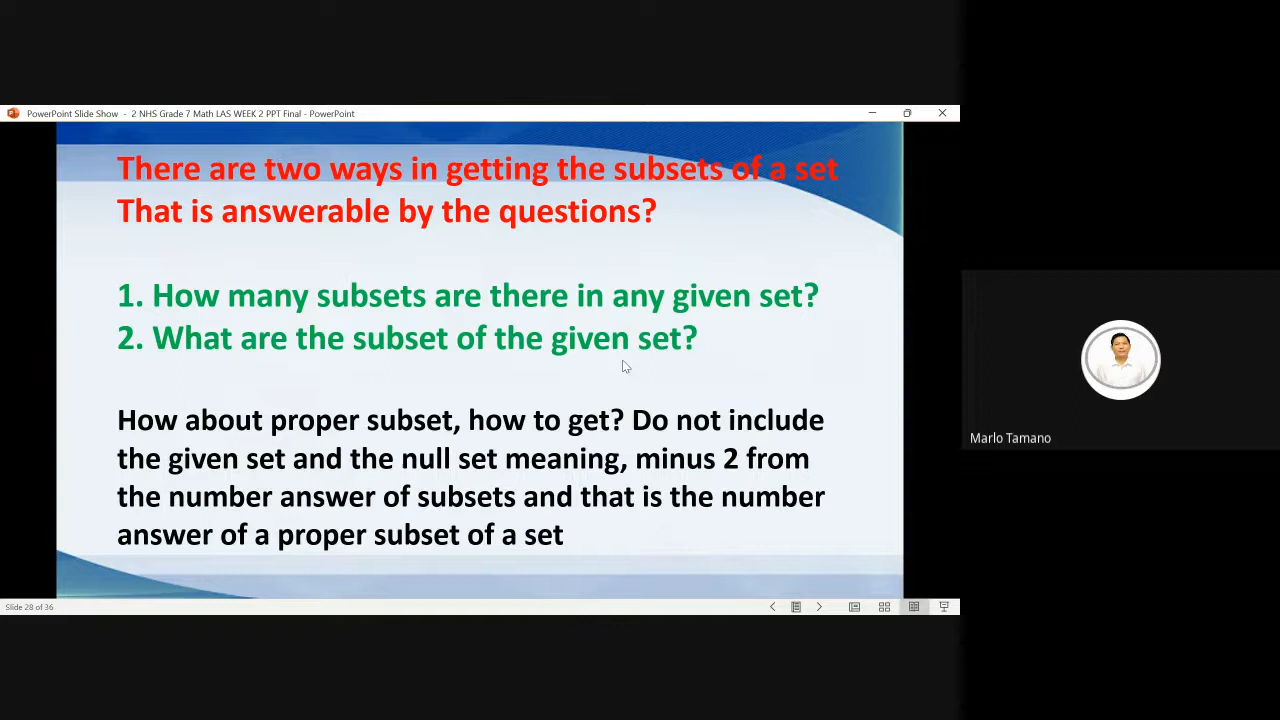 PowerPoint Slide Show - 2 NHS Grade 7 Math LAS WEEK 2 PPT Final - PowerPoint
There are two ways in getting the subsets of a set
That is answerable by the questions?
1. How many subsets are there in any given set?
2. What are the subset of the given set?
How about proper subset, how to get? Do not include
the given set and the null set meaning, minus 2 from
the number answer of subsets and that is the number
answer of a proper subset of a set
Marlo Tamano
Slide 28 of 36